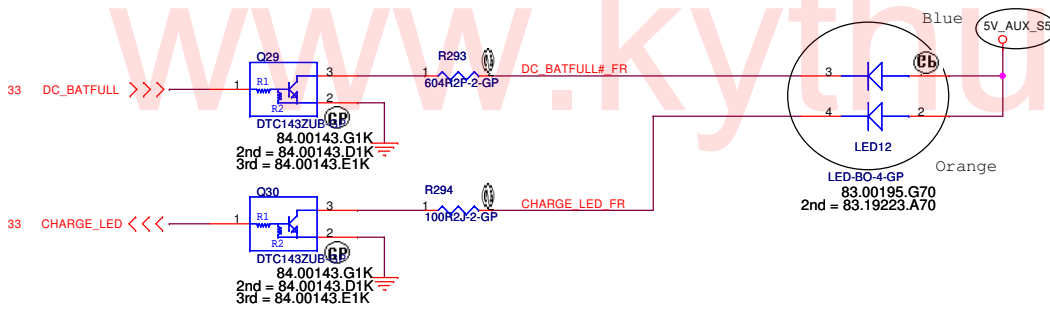 www.kythu
Blue
5V_AUX_S5
33 DC_BATFULL
Q29
1
R1
R2
3
2
DTC143ZUB-GP
GP
84.00143.G1K
2nd = 84.00143.D1K
3rd = 84.00143.E1K
R293
1
604R2F-2-GP
DC_BATFULL#_FR
3
4
2
LED12
Orange
LED-BO-4-GP
83.00195.G70
2nd = 83.19223.A70
33 CHARGE_LED
Q30
1
R1
R2
3
2
DTC143ZUB-GP
GP
84.00143.G1K
2nd = 84.00143.D1K
3rd = 84.00143.E1K
R294
1
100R2J-2-GP
CHARGE_LED_FR